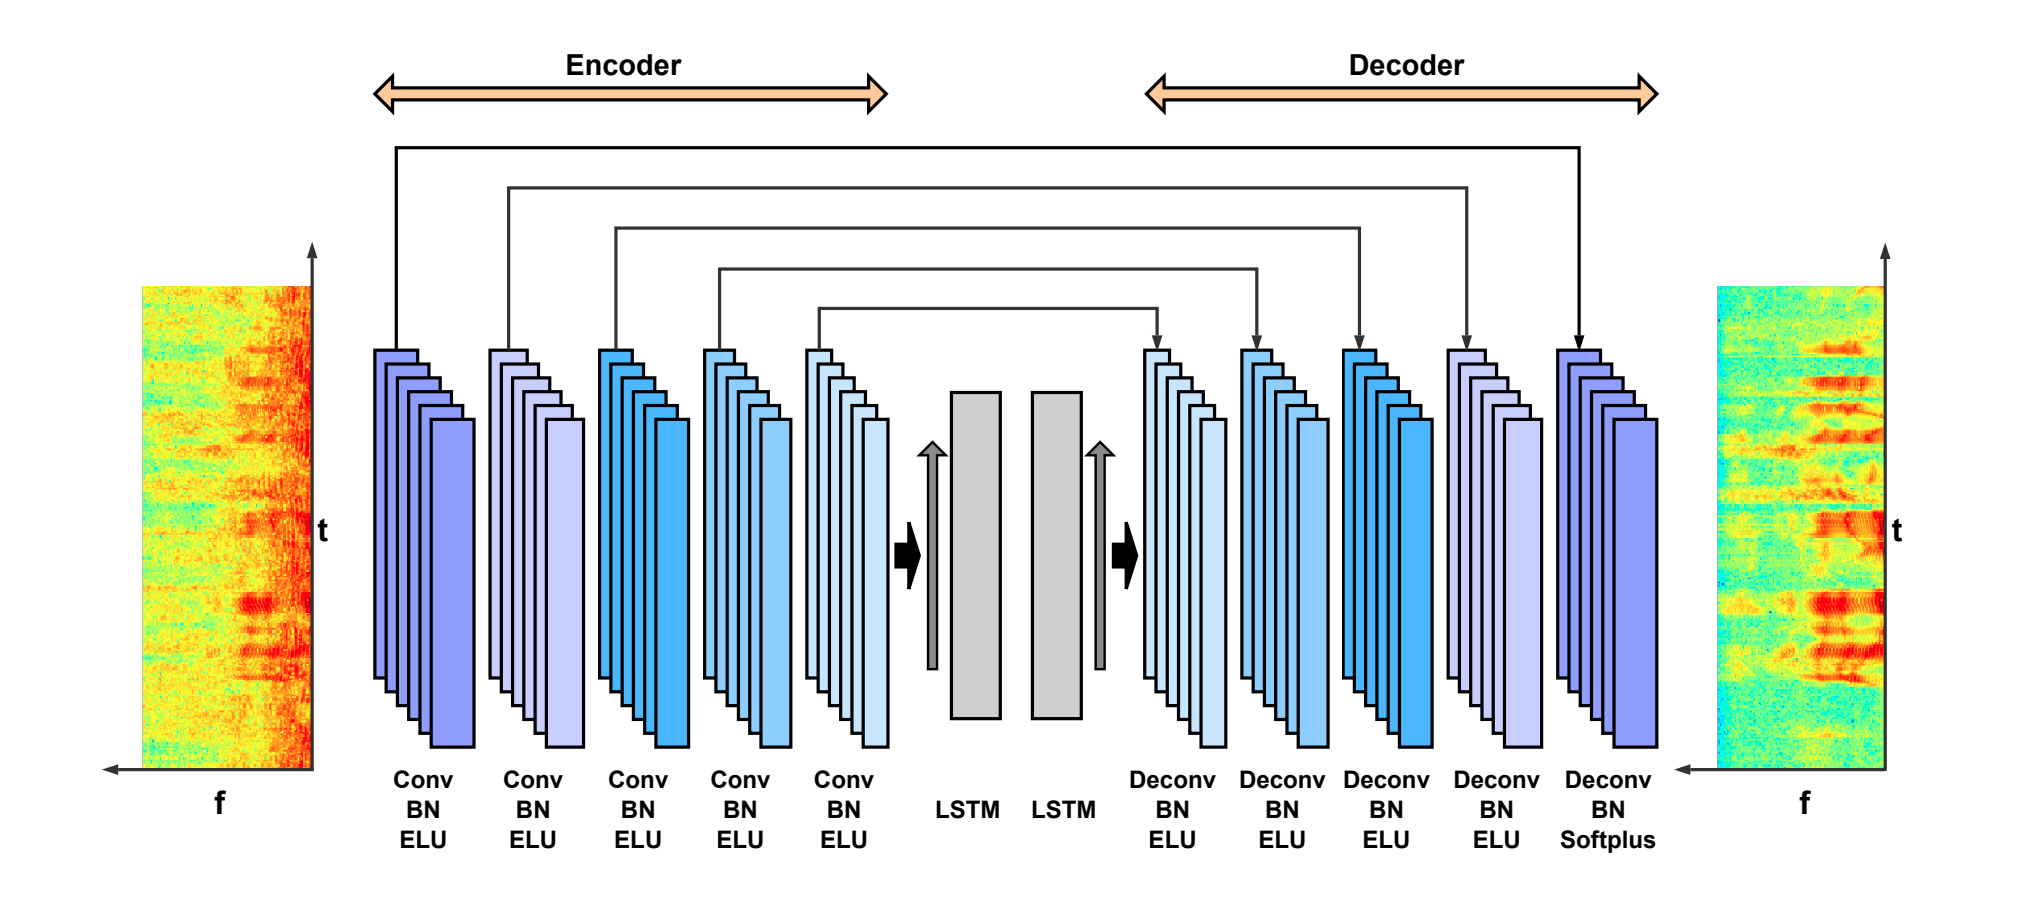 Encoder
Decoder
t
t
f
f
Conv
BN
ELU
Conv
BN
ELU
Conv
BN
ELU
Conv
BN
ELU
Conv
BN
ELU
LSTM
LSTM
Deconv
BN
ELU
Deconv
BN
ELU
Deconv
BN
ELU
Deconv
BN
ELU
Deconv
BN
Softplus